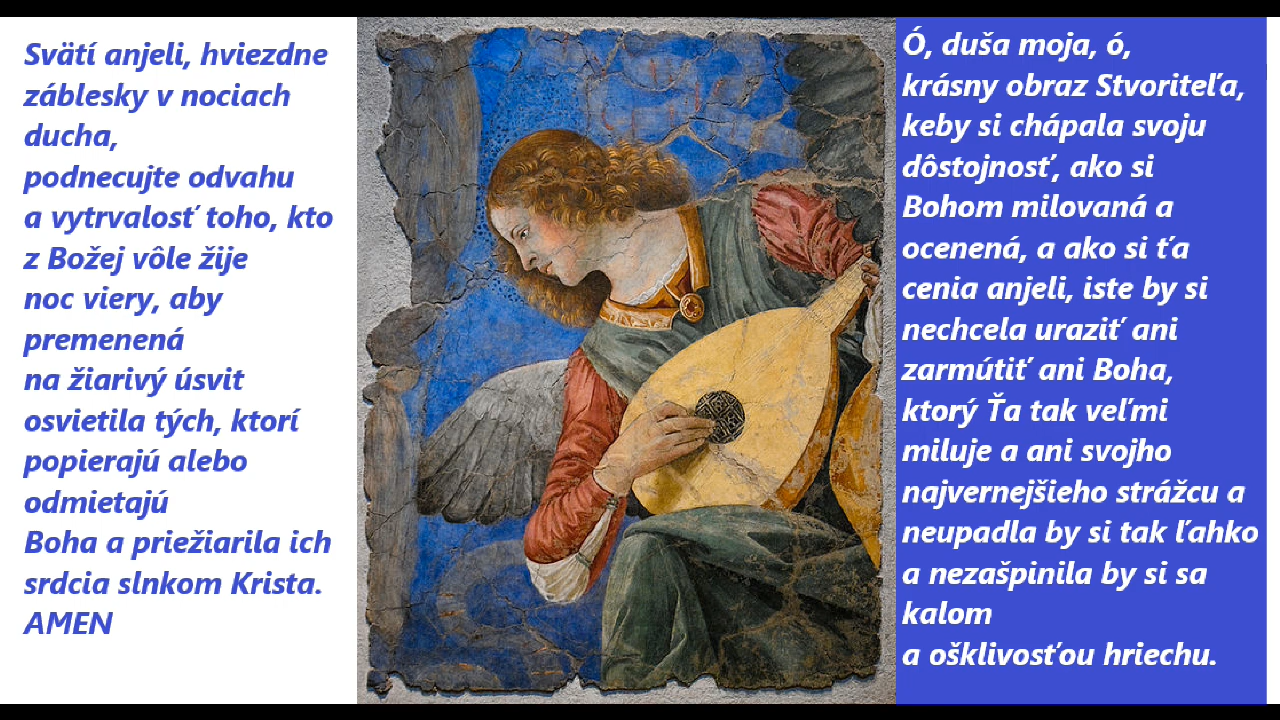 Svätí anjeli, hviezdne
záblesky v nociach
ducha,
podnecujte odvahu
a vytrvalosť toho, kto
z Božej vôle žije
noc viery, aby
premenená
na žiarivý úsvit
osvietila tých, ktorí
popierajú alebo
odmietajú
Boha a priežiarila ich
srdcia slnkom Krista.
AMEN
Ó, duša moja, ó,
krásny obraz Stvoriteľa,
keby si chápala svoju
dôstojnosť, ako si
Bohom milovaná a
ocenená, a ako si ťa
cenia anjeli, iste by si
nechcela uraziť ani
zarmútiť ani Boha,
ktorý Ťa tak veľmi
miluje a ani svojho
najvernejšieho strážcu a
neupadla by si tak ľahko
a nezašpinila by si sa
kalom
a ošklivosťou hriechu.